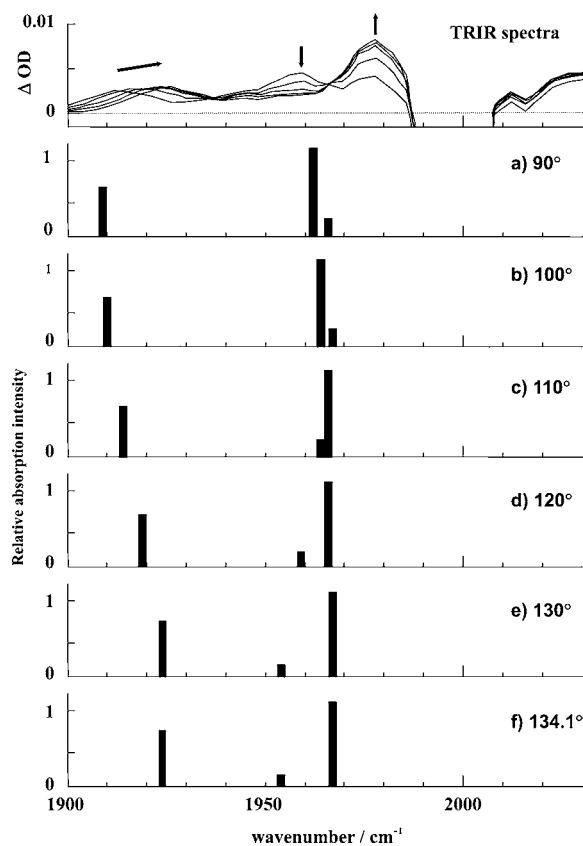 0.01
TRIR spectra
Δ OD
0
1
a) 90°
0
1
b) 100°
0
1
c) 110°
0
1
d) 120°
0
1
e) 130°
0
1
f) 134.1°
0
Relative absorption intensity
1900 1950 2000
wavenumber / cm⁻¹